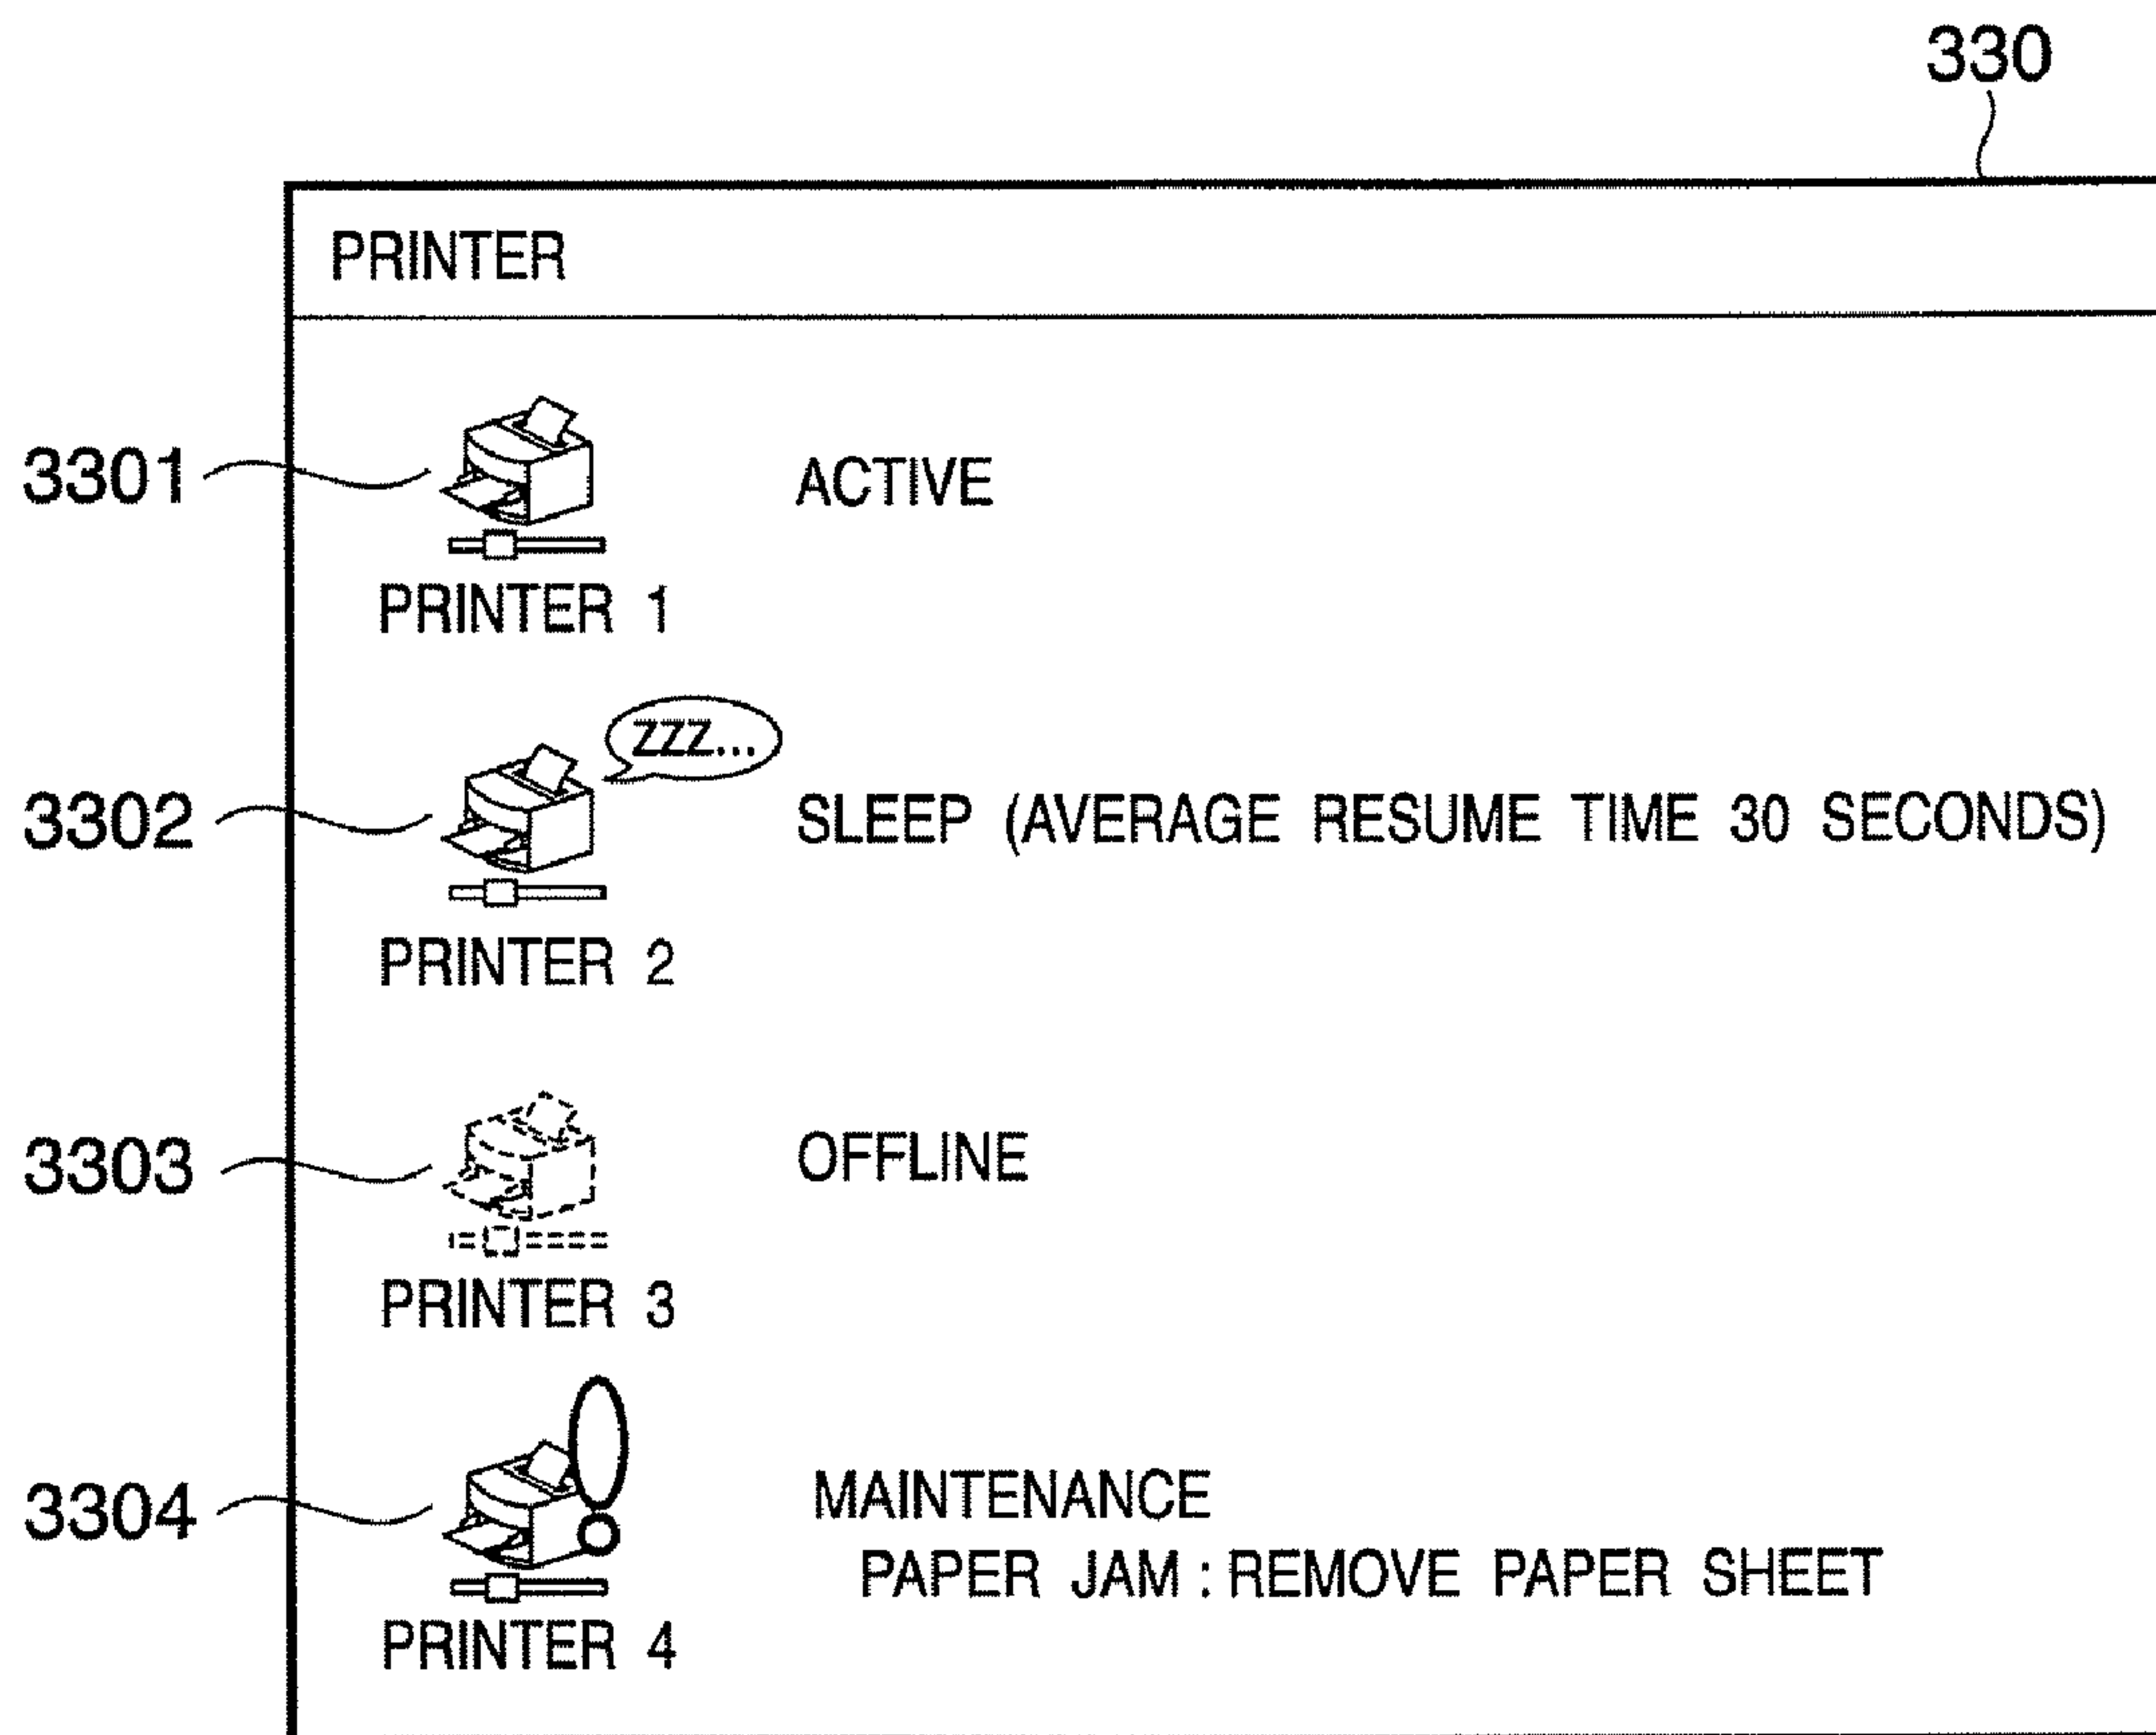 330
PRINTER
3301
ACTIVE
PRINTER 1
ZZZ...
3302
SLEEP (AVERAGE RESUME TIME 30 SECONDS)
PRINTER 2
3303
OFFLINE
PRINTER 3
3304
MAINTENANCE
PAPER JAM : REMOVE PAPER SHEET
PRINTER 4